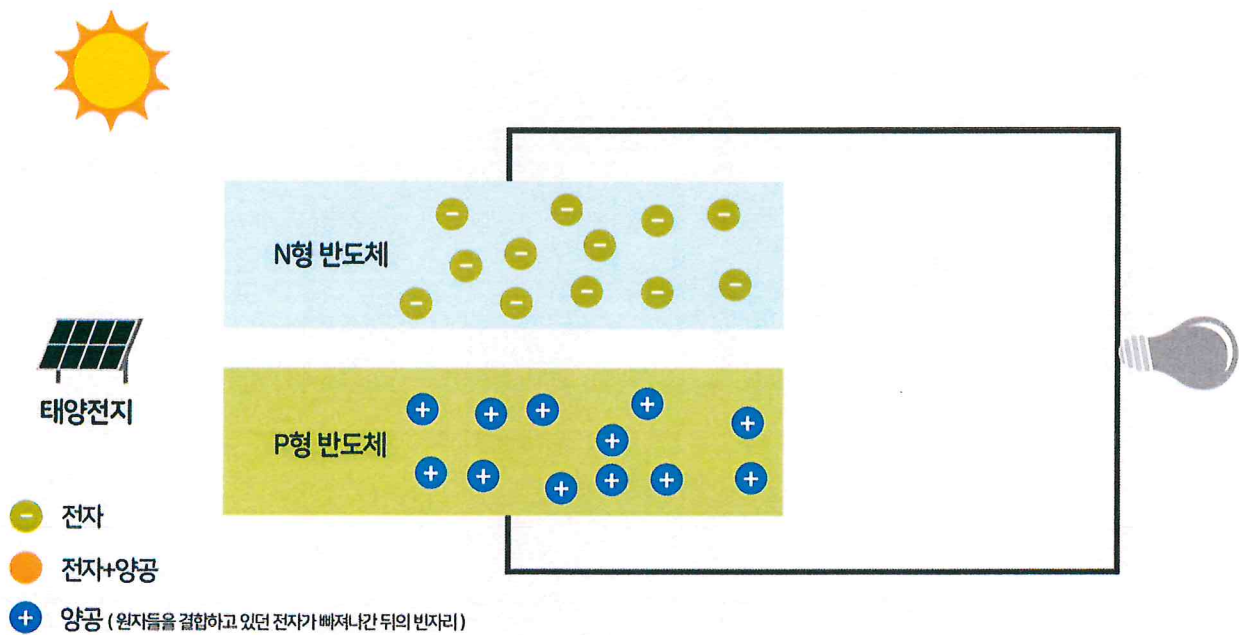 N형 반도체
태양전지
P형 반도체
전자
전자+양공
양공 ( 원자들을 결합하고 있던 전자가 빠져나간 뒤의 빈자리 )